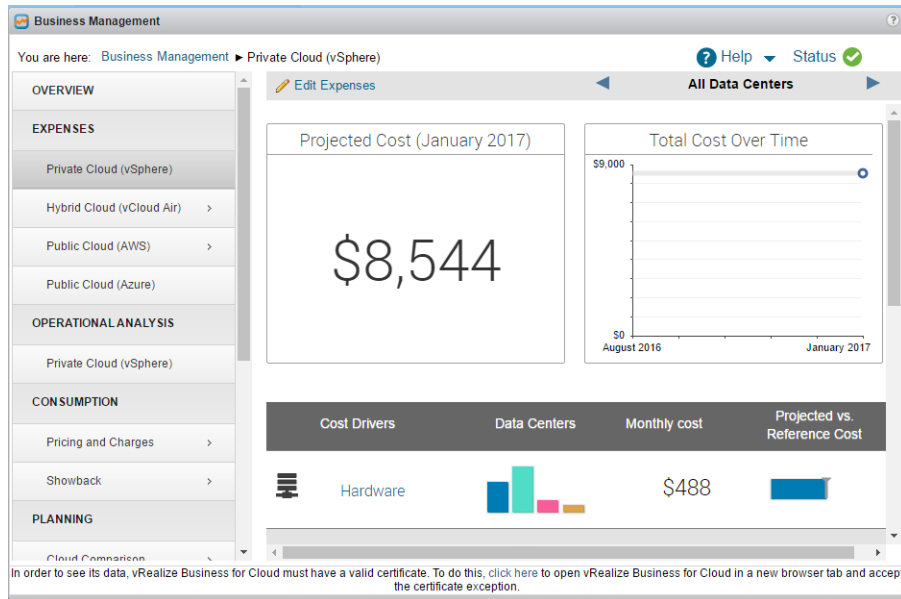 Business Management
?
You are here: Business Management ▶ Private Cloud (vSphere)
? Help
Status
OVERVIEW
EXPENSES
Private Cloud (vSphere)
Hybrid Cloud (vCloud Air) >
Public Cloud (AWS) >
Public Cloud (Azure)
OPERATIONAL ANALYSIS
Private Cloud (vSphere)
CONSUMPTION
Pricing and Charges >
Showback >
PLANNING
Cloud Comparison >
Edit Expenses
All Data Centers
Projected Cost (January 2017)
$8,544
Total Cost Over Time
$9,000
$0
August 2016 January 2017
Cost Drivers Data Centers Monthly cost Projected vs.
Reference Cost
Hardware $488
In order to see its data, vRealize Business for Cloud must have a valid certificate. To do this, click here to open vRealize Business for Cloud in a new browser tab and accep
the certificate exception.